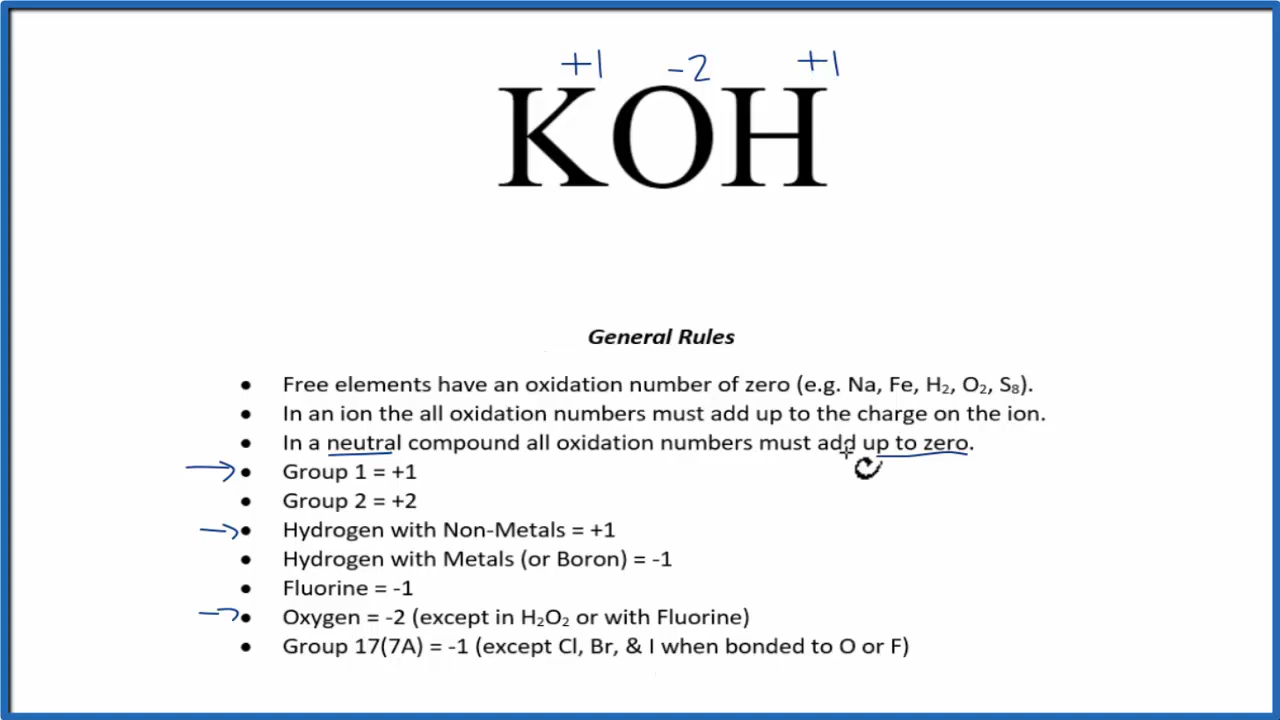 +1 -2 +1
KOH
General Rules
• Free elements have an oxidation number of zero (e.g. Na, Fe, H₂, O₂, S₈).
• In an ion the all oxidation numbers must add up to the charge on the ion.
• In a neutral compound all oxidation numbers must add up to zero.
• Group 1 = +1
• Group 2 = +2
• Hydrogen with Non-Metals = +1
• Hydrogen with Metals (or Boron) = -1
• Fluorine = -1
• Oxygen = -2 (except in H₂O₂ or with Fluorine)
• Group 17(7A) = -1 (except Cl, Br, & I when bonded to O or F)